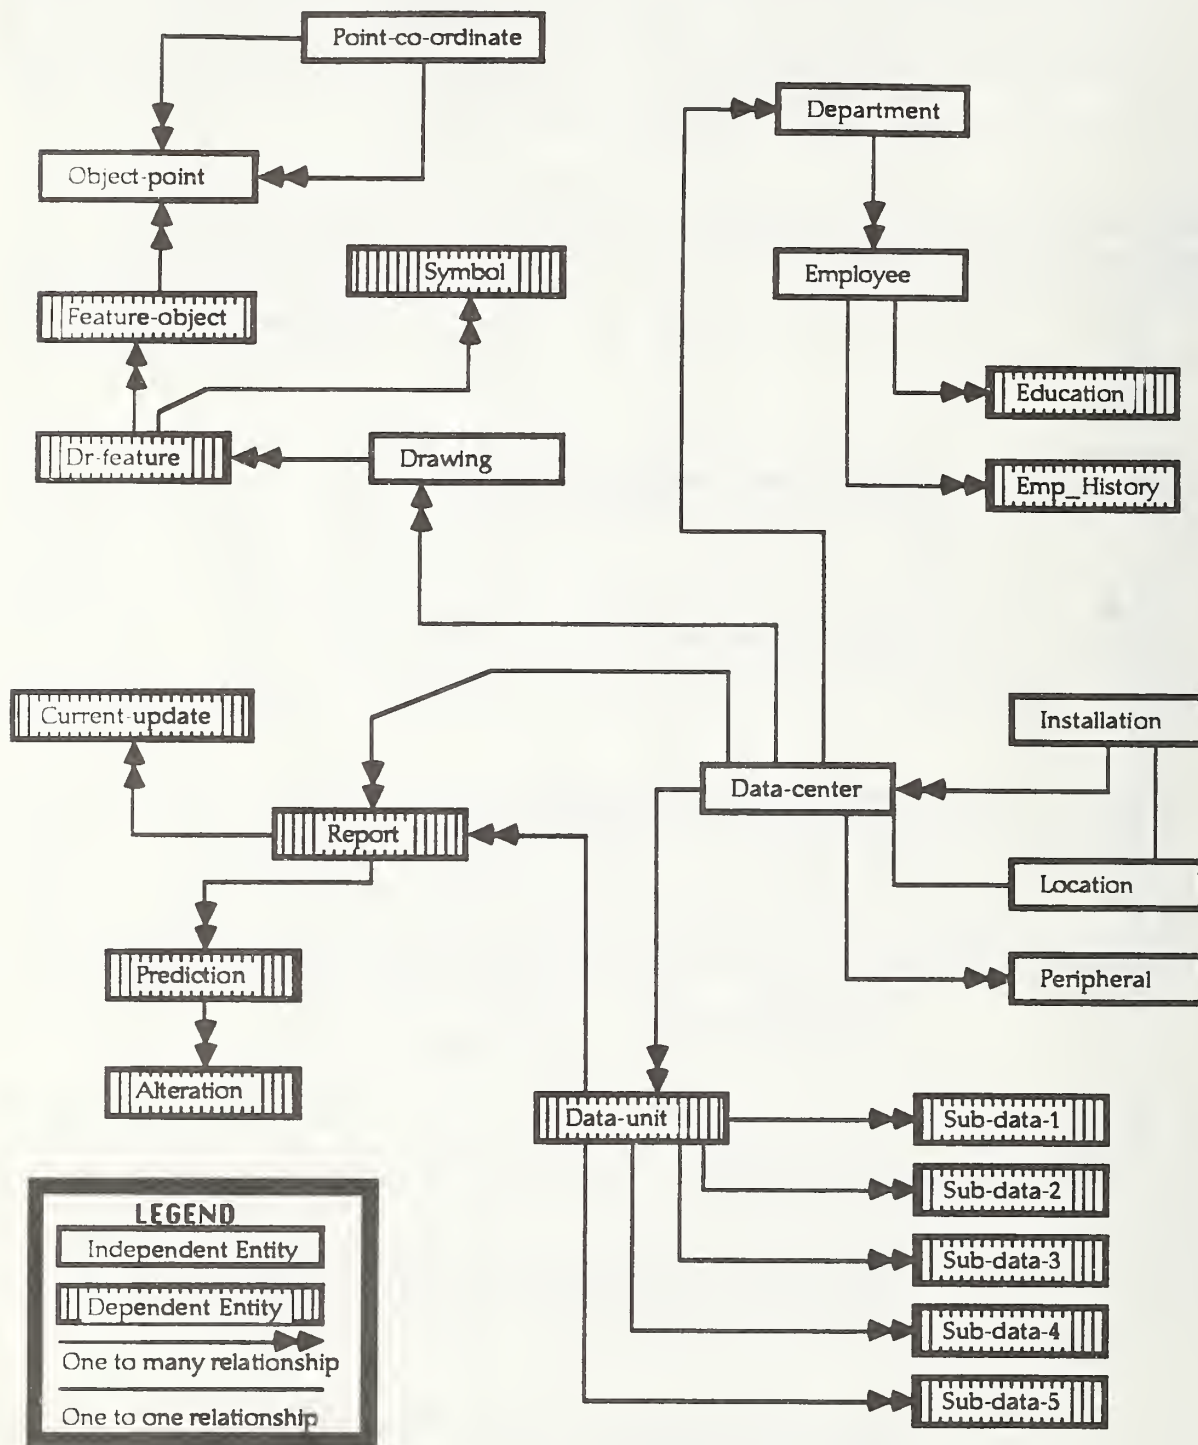 Point-co-ordinate
Department
Object-point
Symbol
Employee
Feature-object
Education
Dr-feature
Drawing
Emp_History
Current-update
Installation
Data-center
Report
Location
Prediction
Peripheral
Alteration
Data-unit
Sub-data-1
Sub-data-2
Sub-data-3
Sub-data-4
Sub-data-5
LEGEND
Independent Entity
Dependent Entity
One to many relationship
One to one relationship